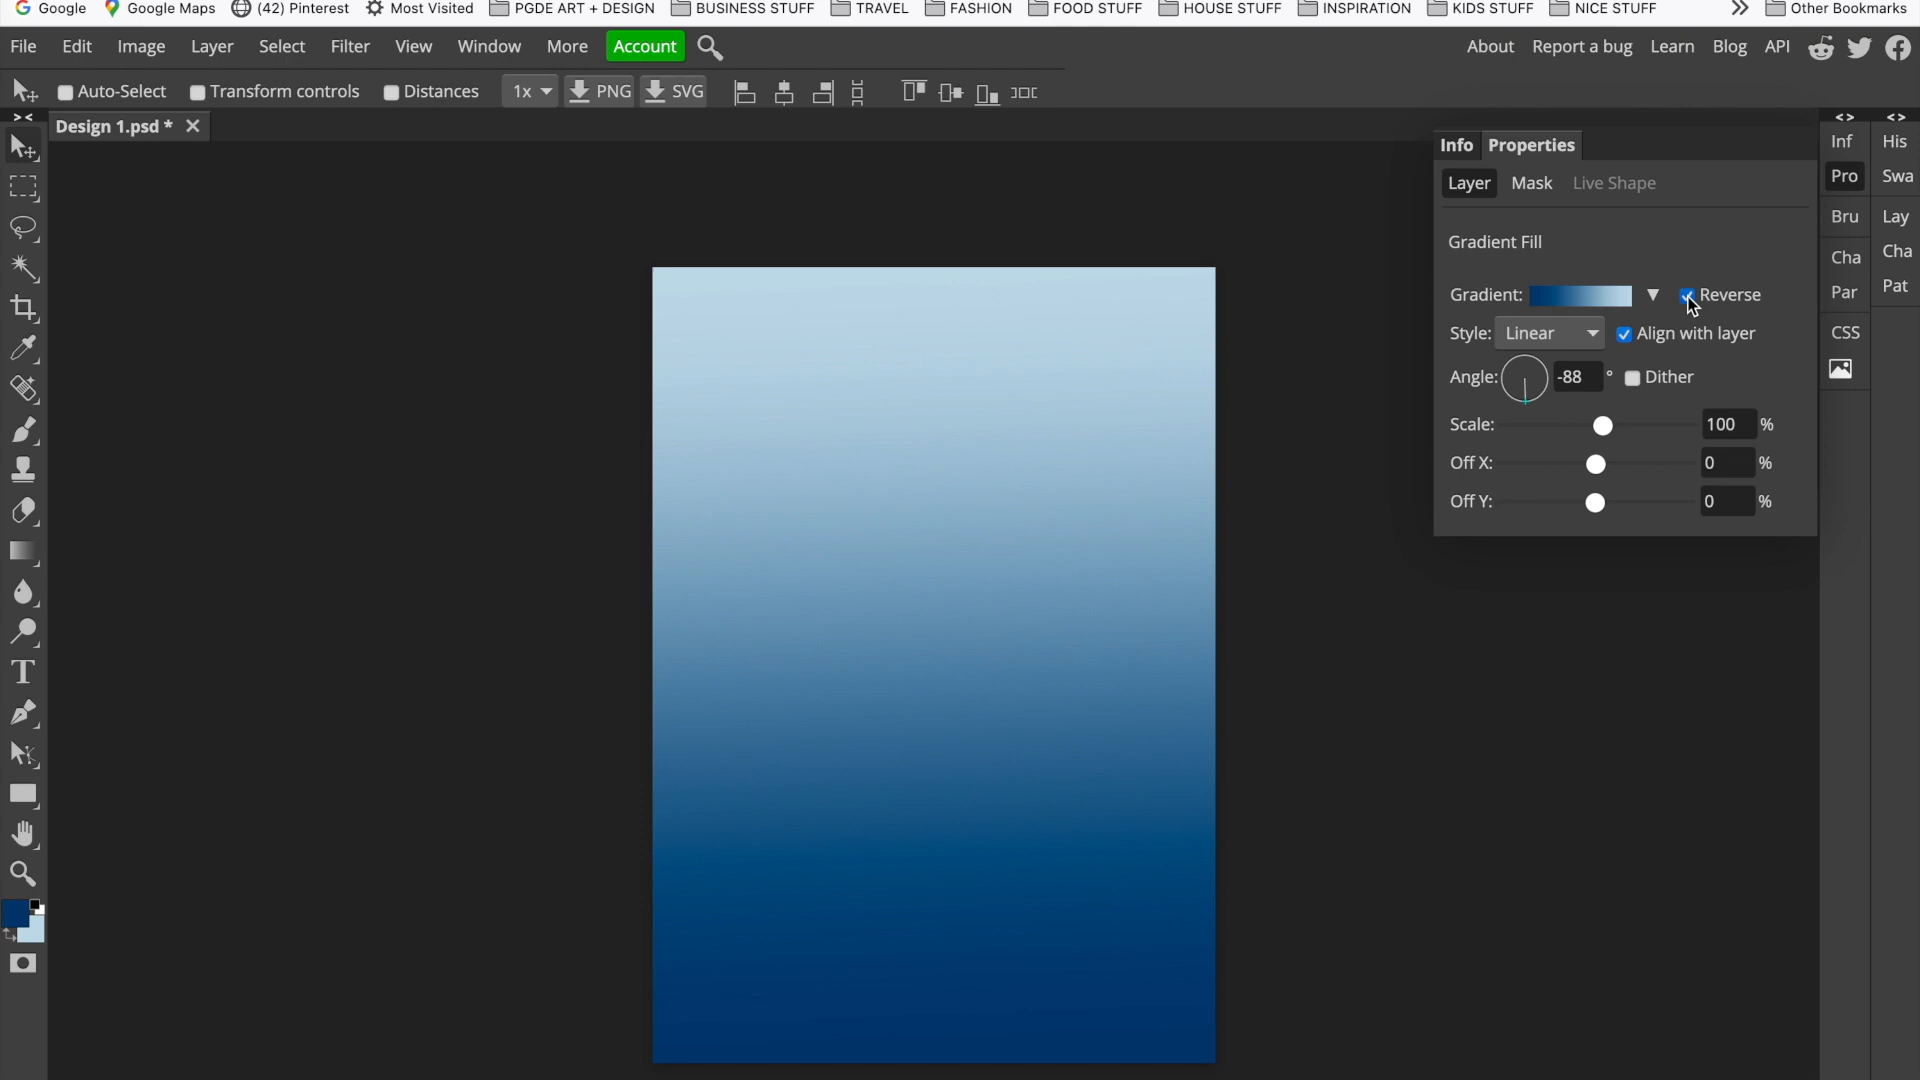 Google Google Maps (42) Pinterest Most Visited PGDE ART + DESIGN BUSINESS STUFF TRAVEL FASHION FOOD STUFF HOUSE STUFF INSPIRATION KIDS STUFF NICE STUFF Other Bookmarks
File Edit Image Layer Select Filter View Window More Account About Report a bug Learn Blog API
Auto-Select Transform controls Distances 1x PNG SVG
Design 1.psd *
Info Properties
Layer Mask Live Shape
Gradient Fill
Gradient: Reverse
Style: Linear Align with layer
Angle: -88 ° Dither
Scale: 100 %
Off X: 0 %
Off Y: 0 %
Inf His
Pro Swa
Bru Lay
Cha Cha
Par Pat
CSS